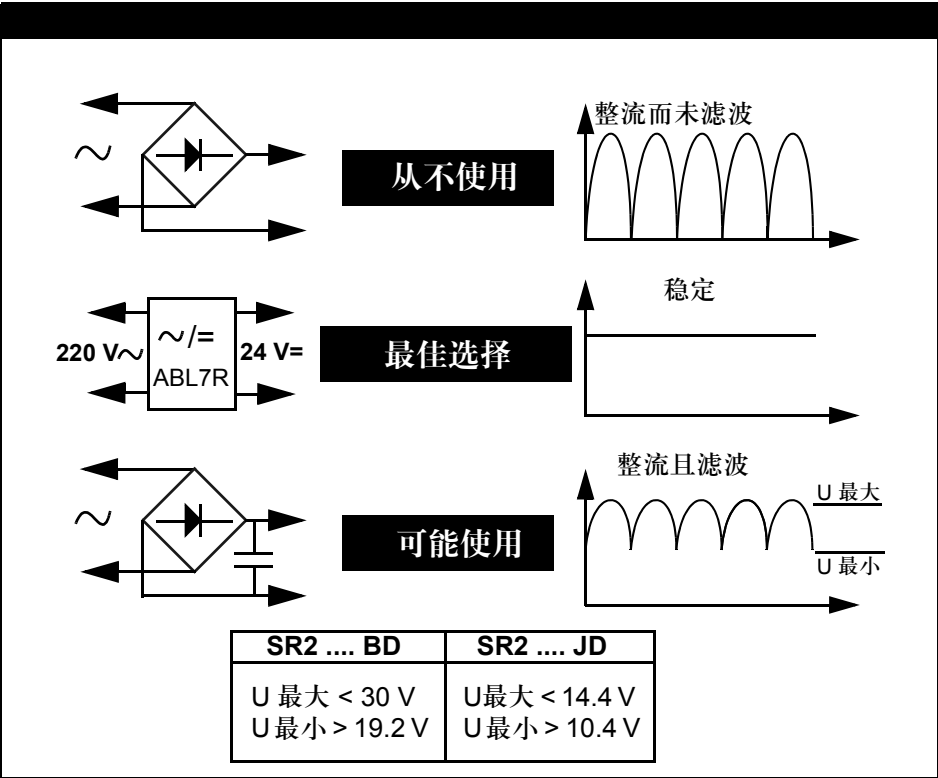 整流而未滤波
～
从不使用
稳定
220 V～
～/=
ABL7R
24 V=
最佳选择
整流且滤波
～
可能使用
U 最大
U 最小
SR2 .... BD
SR2 .... JD
U 最大 < 30 V
U 最小 > 19.2 V
U最大 < 14.4 V
U 最小 > 10.4 V